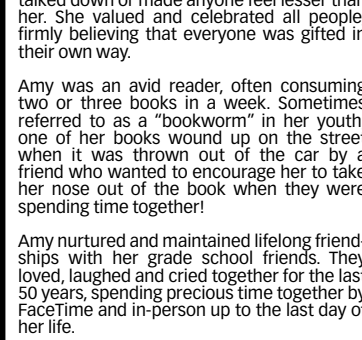 talked down or made anyone feel lesser than
her. She valued and celebrated all people
firmly believing that everyone was gifted in
their own way.
Amy was an avid reader, often consuming
two or three books in a week. Sometimes
referred to as a “bookworm” in her youth
one of her books wound up on the street
when it was thrown out of the car by a
friend who wanted to encourage her to take
her nose out of the book when they were
spending time together!
Amy nurtured and maintained lifelong friend-
ships with her grade school friends. They
loved, laughed and cried together for the last
50 years, spending precious time together by
FaceTime and in-person up to the last day of
her life.